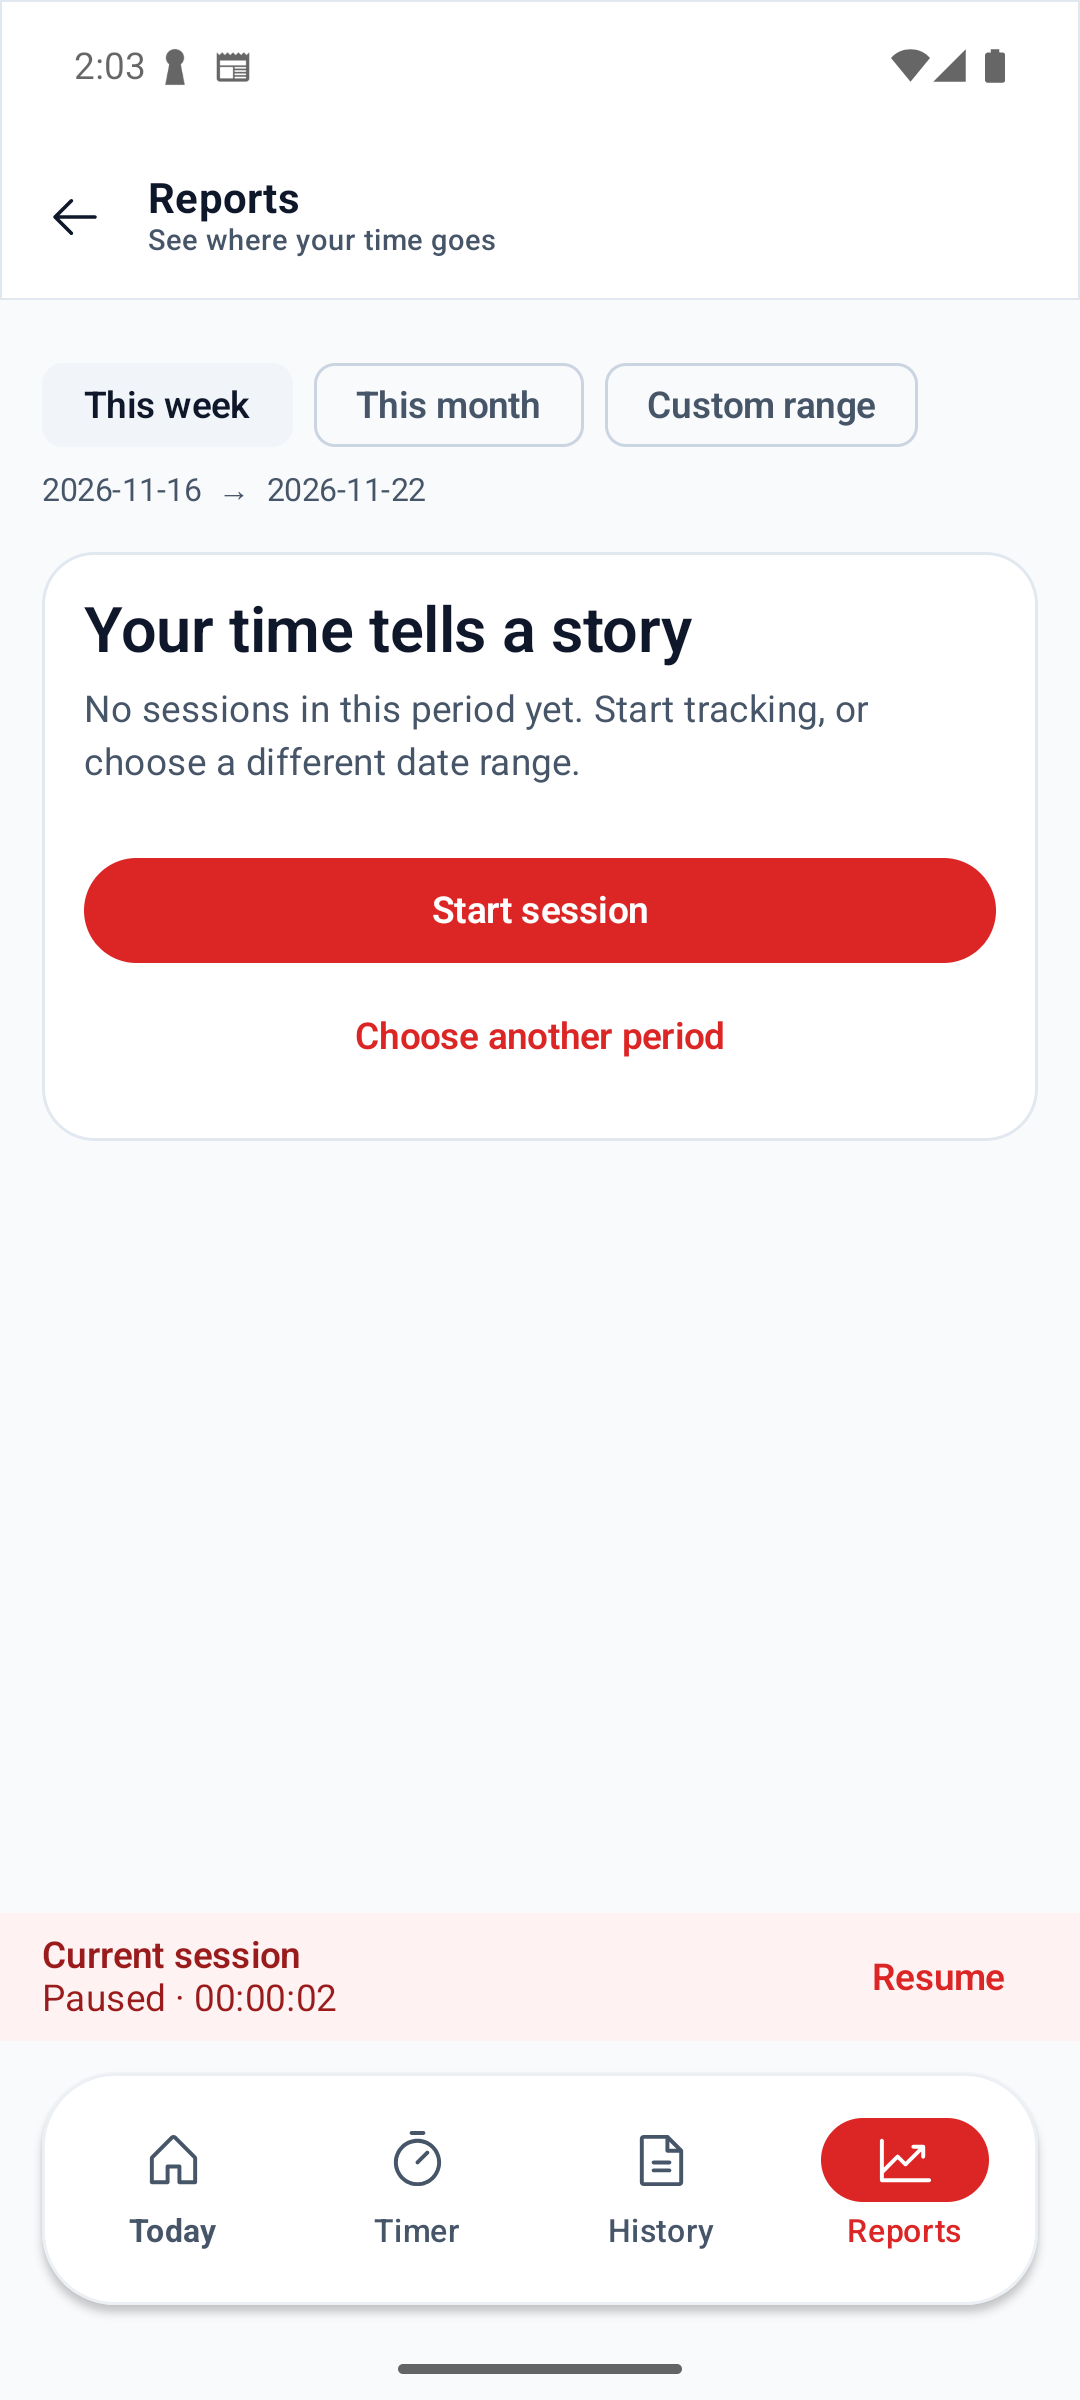 2:03
Reports
See where your time goes
This week
This month
Custom range
2026-11-16 → 2026-11-22
Your time tells a story
No sessions in this period yet. Start tracking, or
choose a different date range.
Start session
Choose another period
Current session
Paused · 00:00:02
Resume
Today
Timer
History
Reports